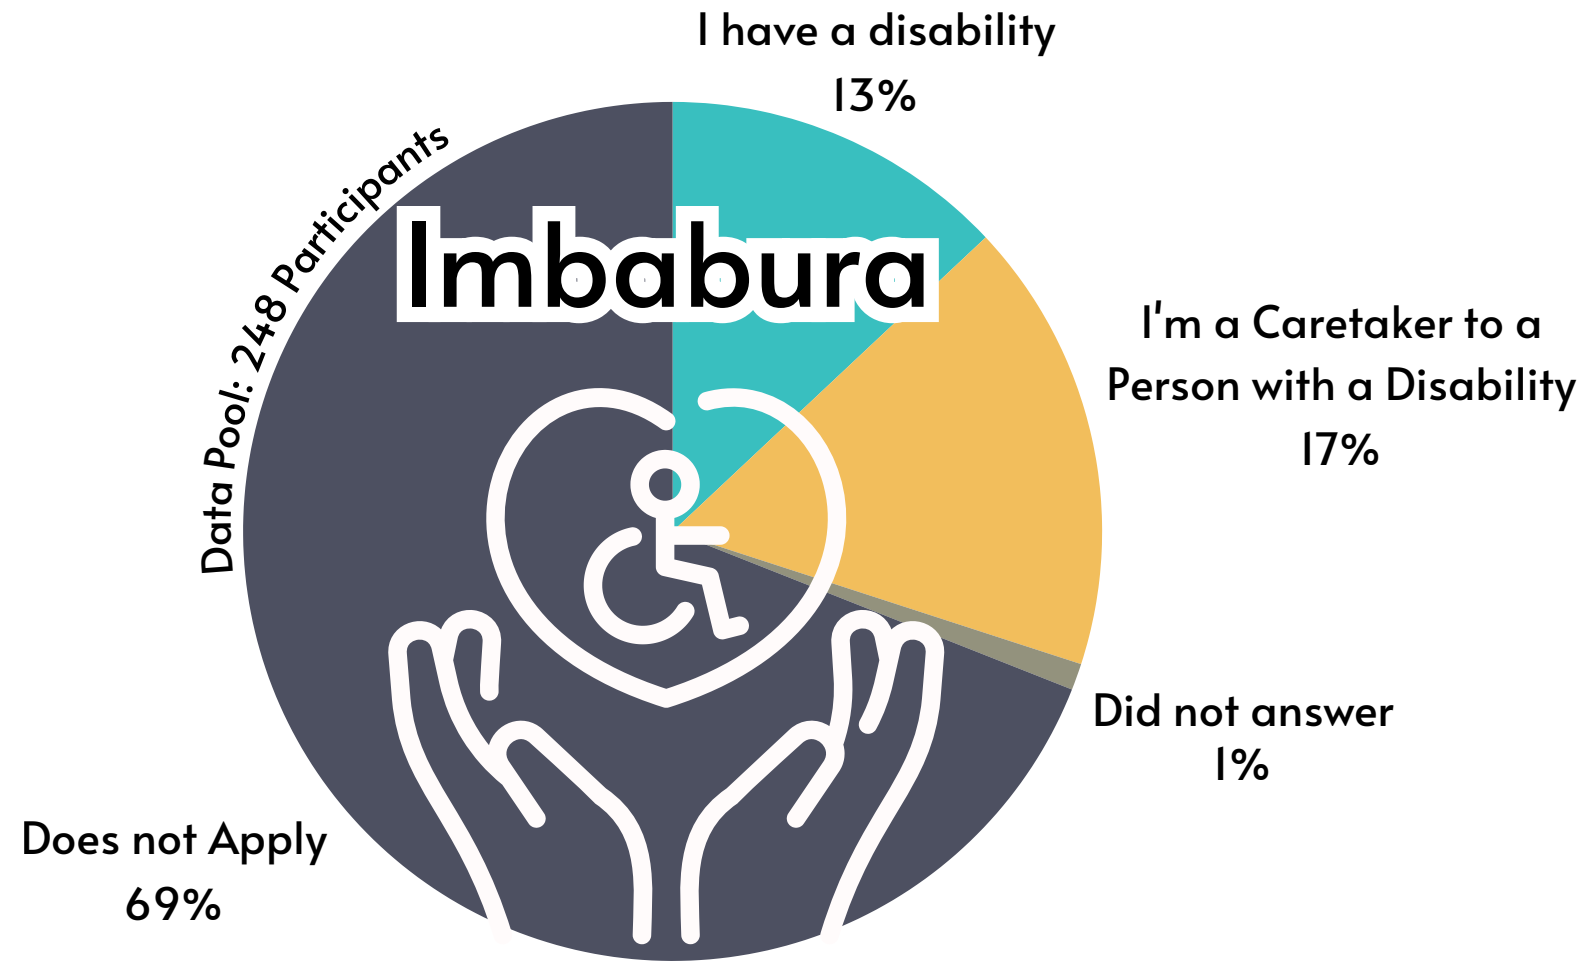 I have a disability
13%
Data Pool: 248 Participants
Imbabura
I'm a Caretaker to a
Person with a Disability
17%
Did not answer
1%
Does not Apply
69%